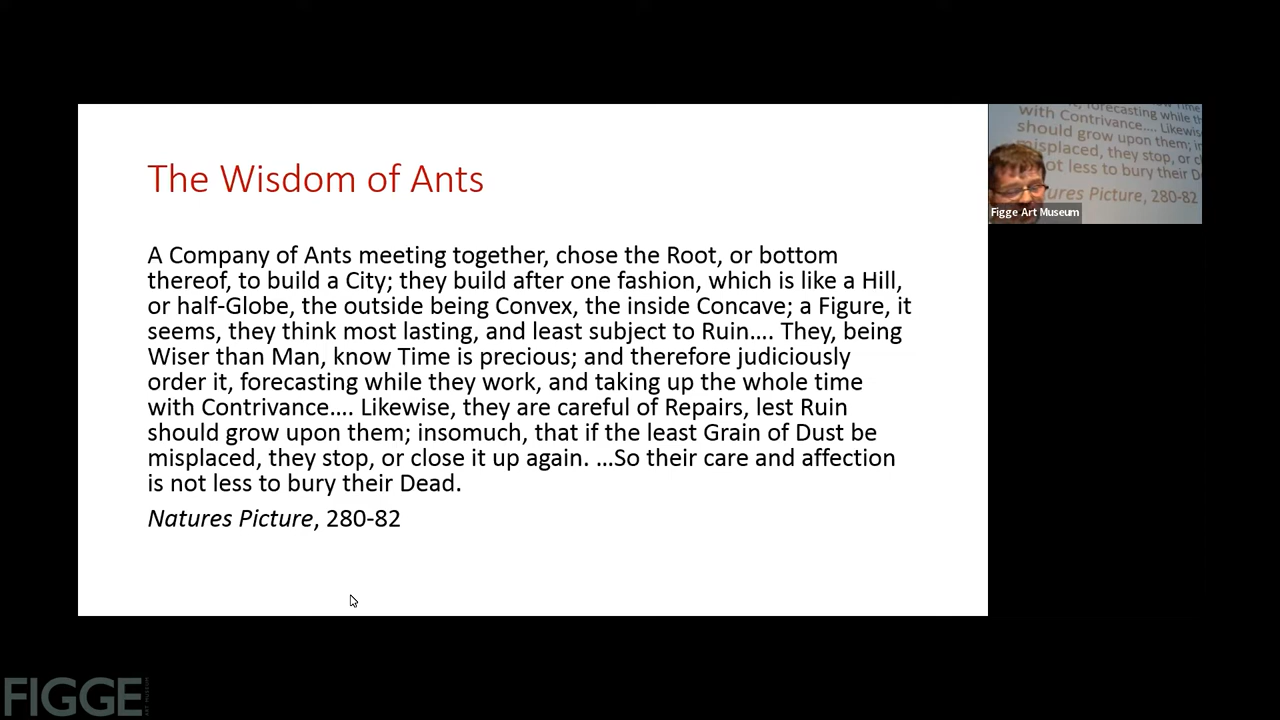 The Wisdom of Ants
A Company of Ants meeting together, chose the Root, or bottom
thereof, to build a City; they build after one fashion, which is like a Hill,
or half-Globe, the outside being Convex, the inside Concave; a Figure, it
seems, they think most lasting, and least subject to Ruin…. They, being
Wiser than Man, know Time is precious; and therefore judiciously
order it, forecasting while they work, and taking up the whole time
with Contrivance…. Likewise, they are careful of Repairs, lest Ruin
should grow upon them; insomuch, that if the least Grain of Dust be
misplaced, they stop, or close it up again. …So their care and affection
is not less to bury their Dead.
Natures Picture, 280-82
forecasting while
with Contrivance…. Likewis
should grow upon them;
misplaced, they stop, or
ot less to bury their D
ures Picture, 280-82
Figge Art Museum
FIGGE